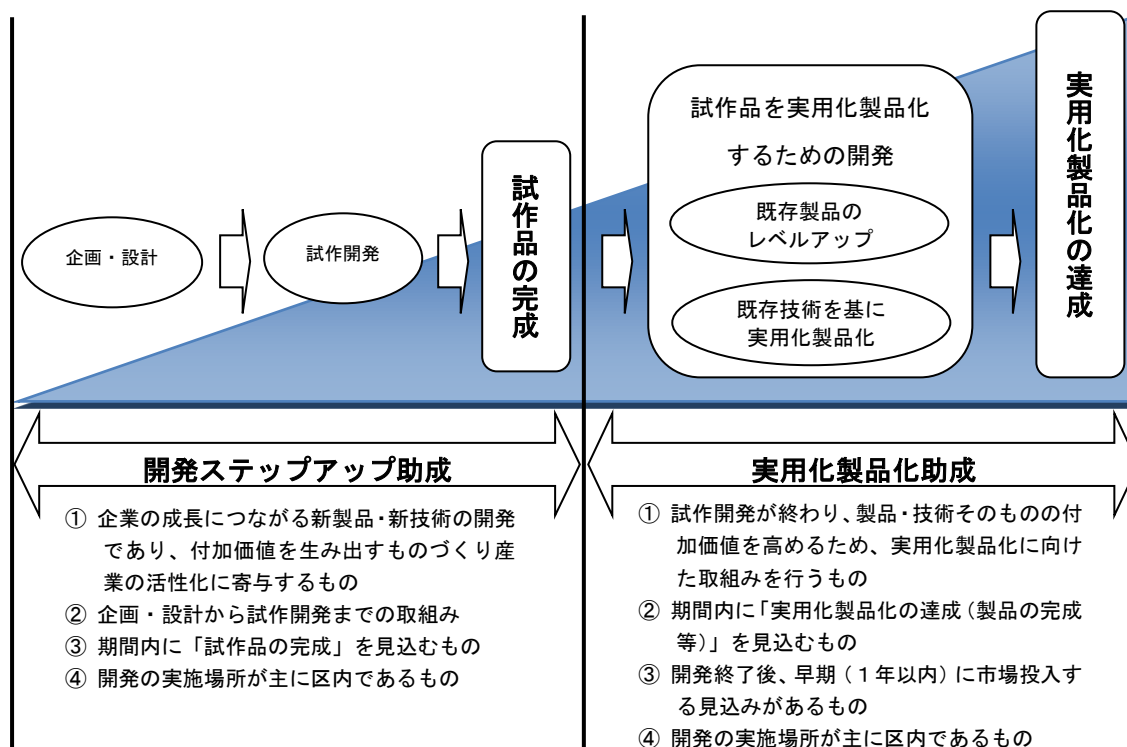 企画・設計
試作開発
試作品の完成
試作品を実用化製品化
するための開発
既存製品の
レベルアップ
既存技術を基に
実用化製品化
実用化製品化の達成
開発ステップアップ助成
① 企業の成長につながる新製品・新技術の開発
であり、付加価値を生み出すものづくり産
業の活性化に寄与するもの
② 企画・設計から試作開発までの取組み
③ 期間内に「試作品の完成」を見込むもの
④ 開発の実施場所が主に区内であるもの
実用化製品化助成
① 試作開発が終わり、製品・技術そのものの付
加価値を高めるため、実用化製品化に向け
た取組みを行うもの
② 期間内に「実用化製品化の達成（製品の完成
等）」を見込むもの
③ 開発終了後、早期（１年以内）に市場投入す
る見込みがあるもの
④ 開発の実施場所が主に区内であるもの